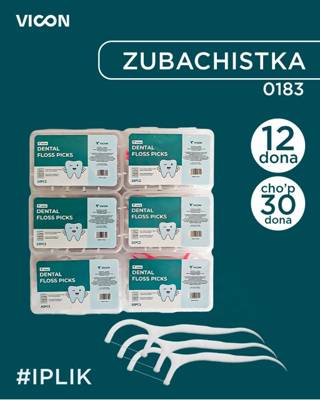 VICON
ZUBACHISTKA
0183
12
dona
cho'p
30
dona
DENTAL
FLOSS PICKS
DENTAL
FLOSS PICKS
DENTAL
FLOSS PICKS
DENTAL
FLOSS PICKS
DENTAL
FLOSS PICKS
DENTAL
FLOSS PICKS
#IPLIK